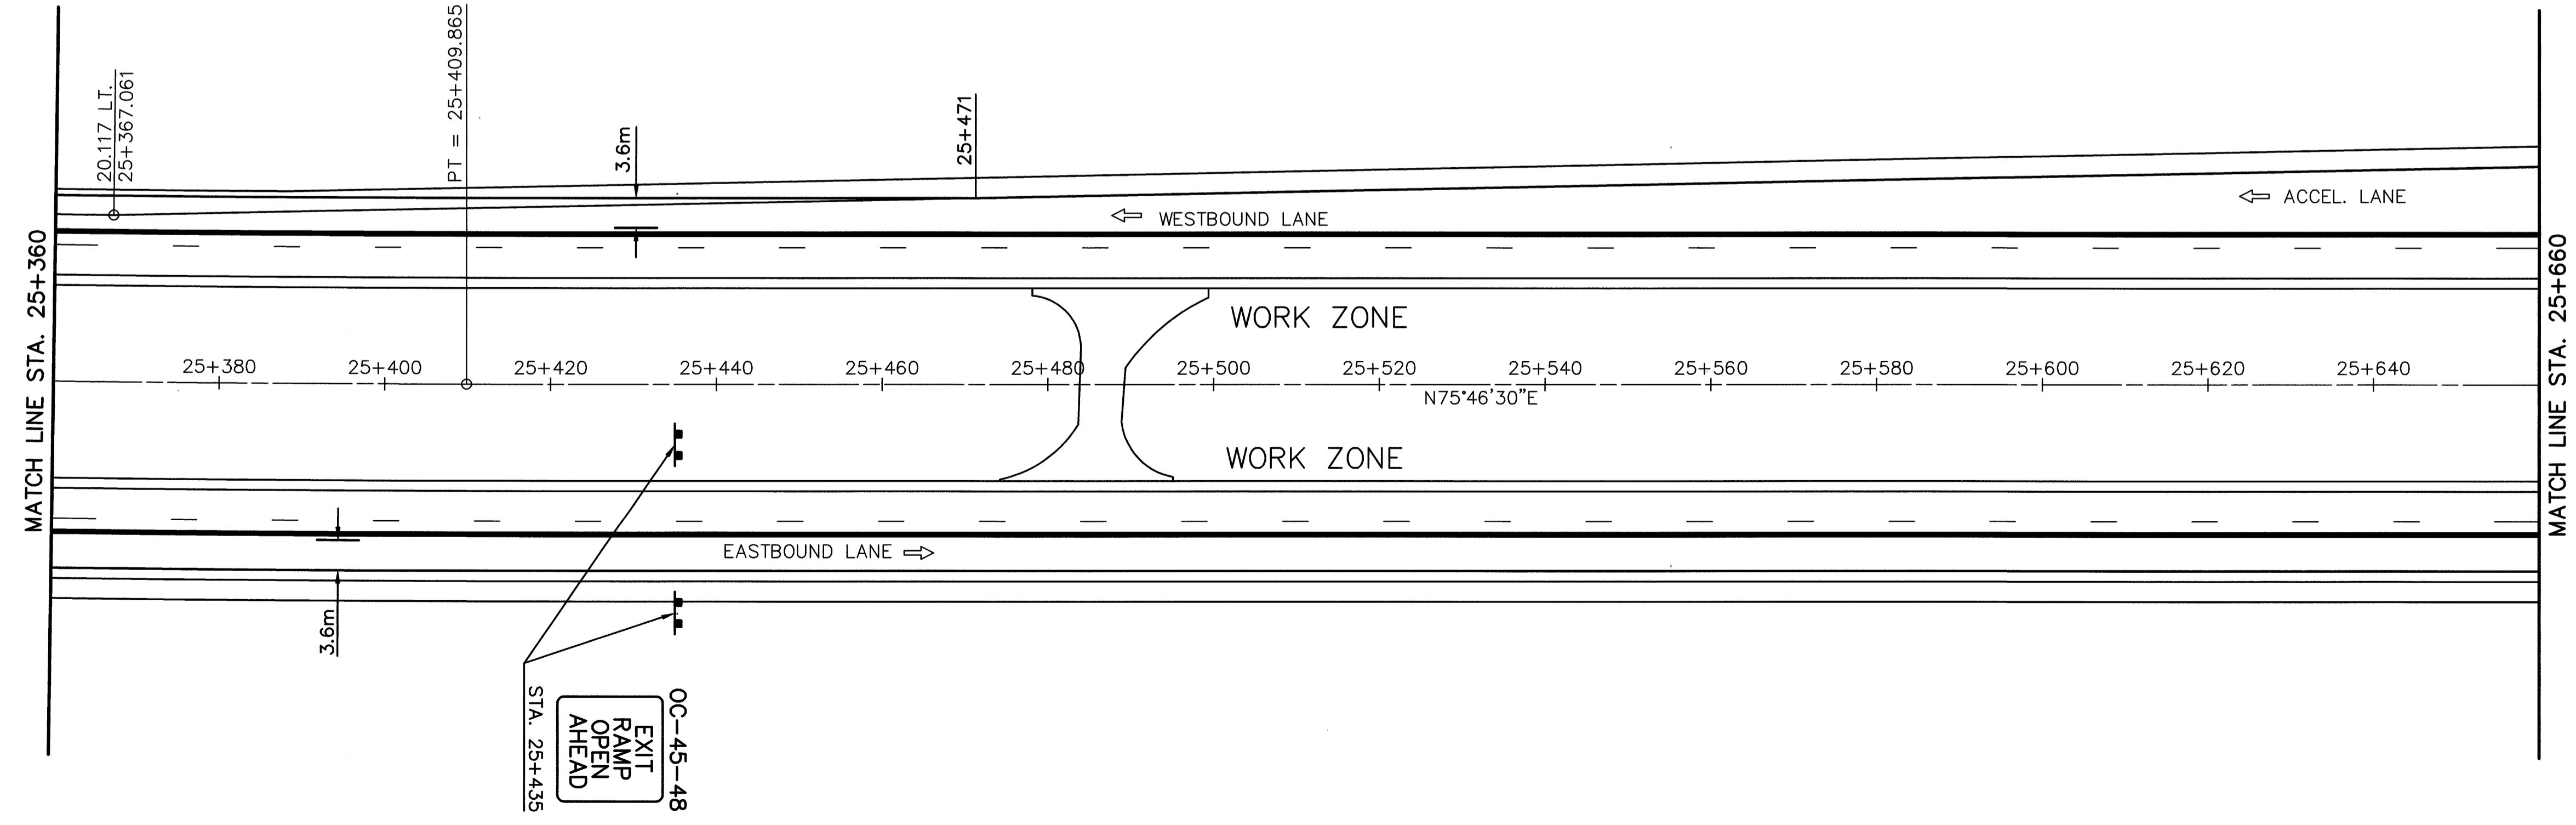 20.117 LT.
25+367.061
PT = 25+409.865
3.6m
25+471
ACCEL. LANE
WESTBOUND LANE
MATCH LINE STA. 25+360
MATCH LINE STA. 25+660
WORK ZONE
25+380
25+400
25+420
25+440
25+460
25+480
25+500
25+520
25+540
25+560
25+580
25+600
25+620
25+640
N75°46'30"E
WORK ZONE
EASTBOUND LANE
3.6m
OC-45-48
EXIT
RAMP
OPEN
AHEAD
STA. 25+435